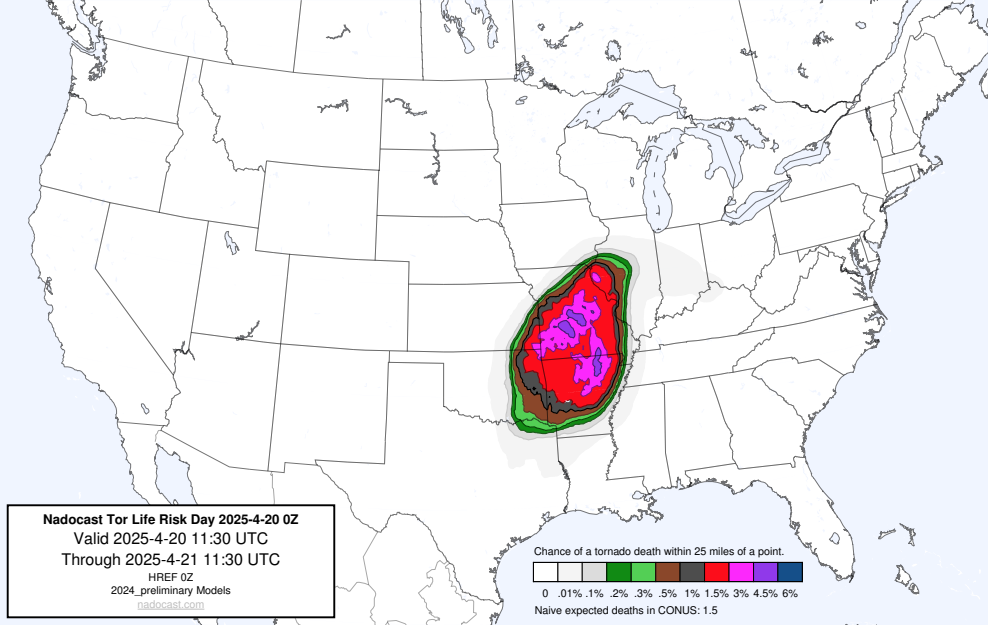 Nadocast Tor Life Risk Day 2025-4-20 0Z
Valid 2025-4-20 11:30 UTC
Through 2025-4-21 11:30 UTC
HREF 0Z
2024_preliminary Models
nadocast.com
Chance of a tornado death within 25 miles of a point.
0 .01% .1% .2% .3% .5% 1% 1.5% 3% 4.5% 6%
Naive expected deaths in CONUS: 1.5